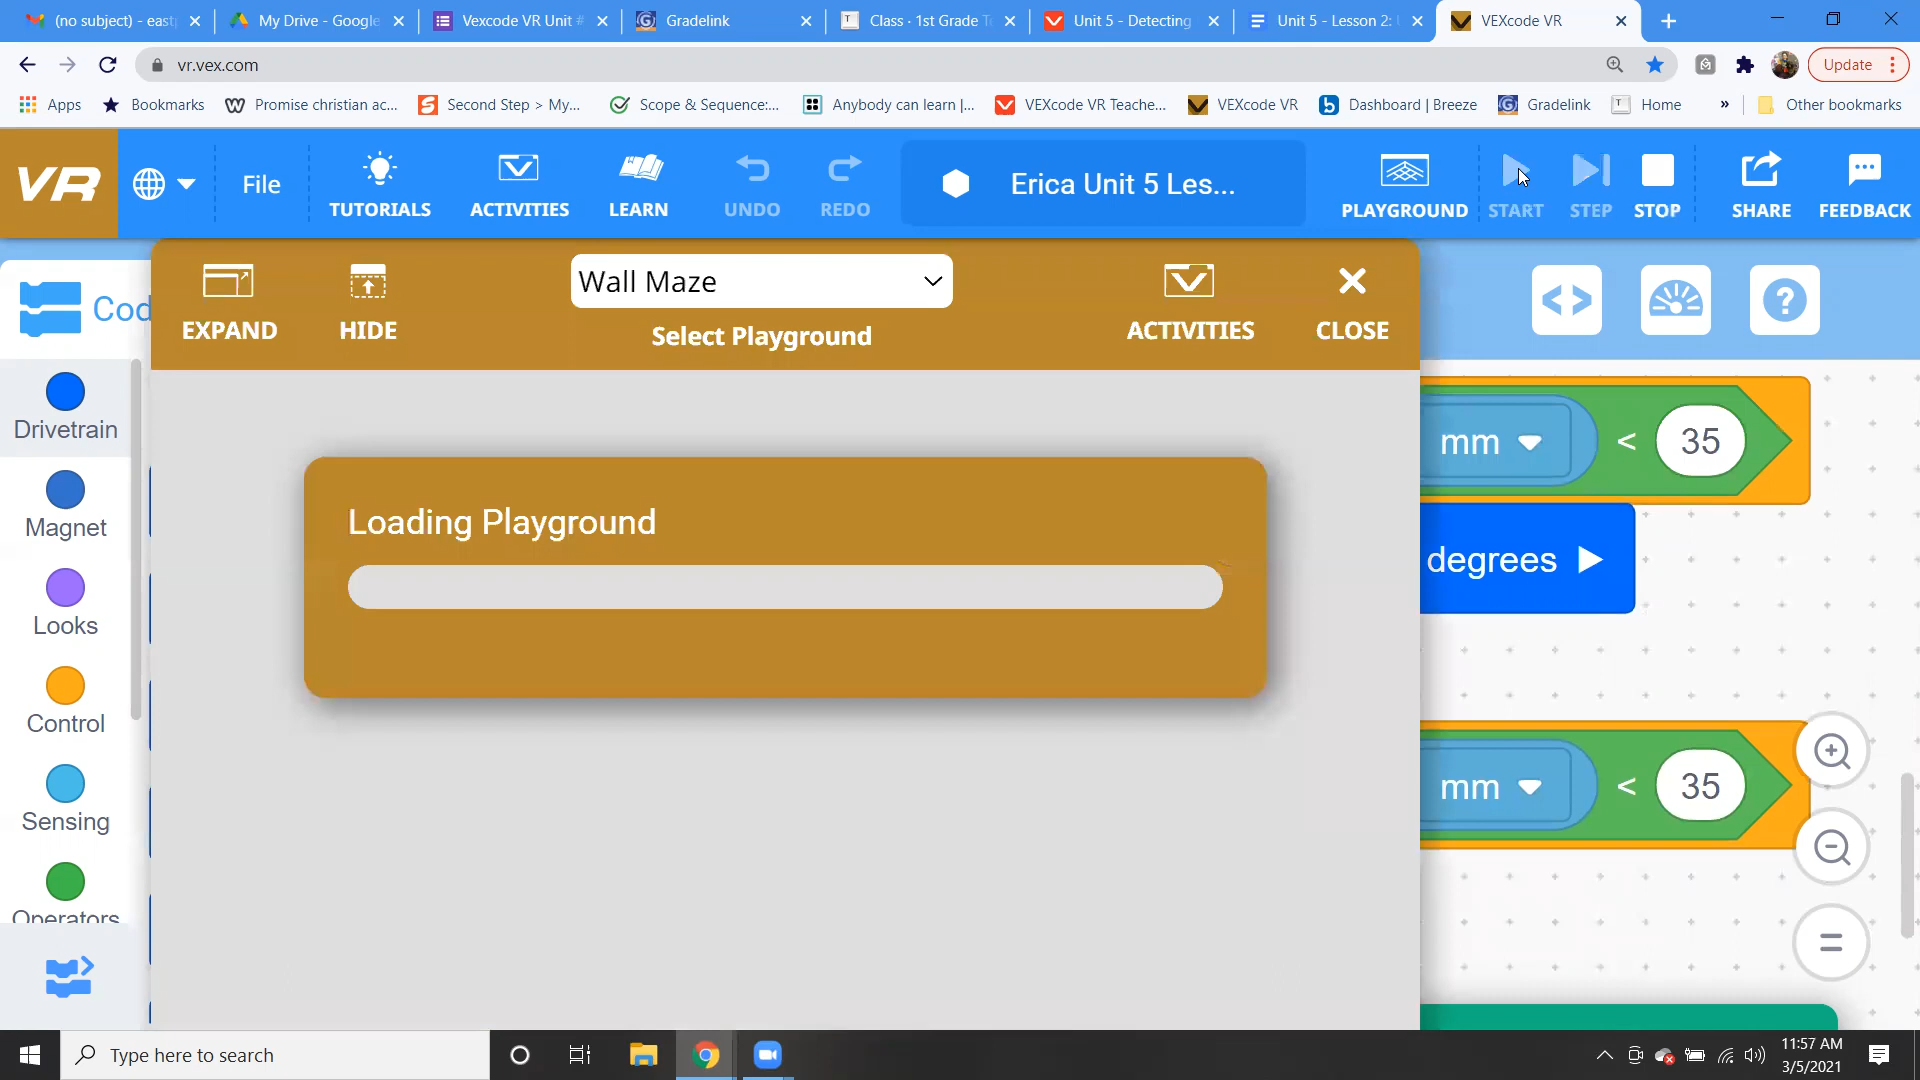 (no subject) - east
My Drive - Google
Vexcode VR Unit #
Gradelink
Class · 1st Grade T
Unit 5 - Detecting
Unit 5 - Lesson 2:
VEXcode VR
vr.vex.com
Update
Apps
Bookmarks
Promise christian ac...
Second Step > My...
Scope & Sequence:...
Anybody can learn |...
VEXcode VR Teache...
VEXcode VR
Dashboard | Breeze
Gradelink
Home
»
Other bookmarks
VR
File
TUTORIALS
ACTIVITIES
LEARN
UNDO
REDO
Erica Unit 5 Les...
PLAYGROUND
START
STEP
STOP
SHARE
FEEDBACK
Cod
EXPAND
HIDE
Wall Maze
Select Playground
ACTIVITIES
CLOSE
Drivetrain
Magnet
Looks
Control
Sensing
Operators
Loading Playground
mm < 35
degrees
mm < 35
Type here to search
11:57 AM
3/5/2021